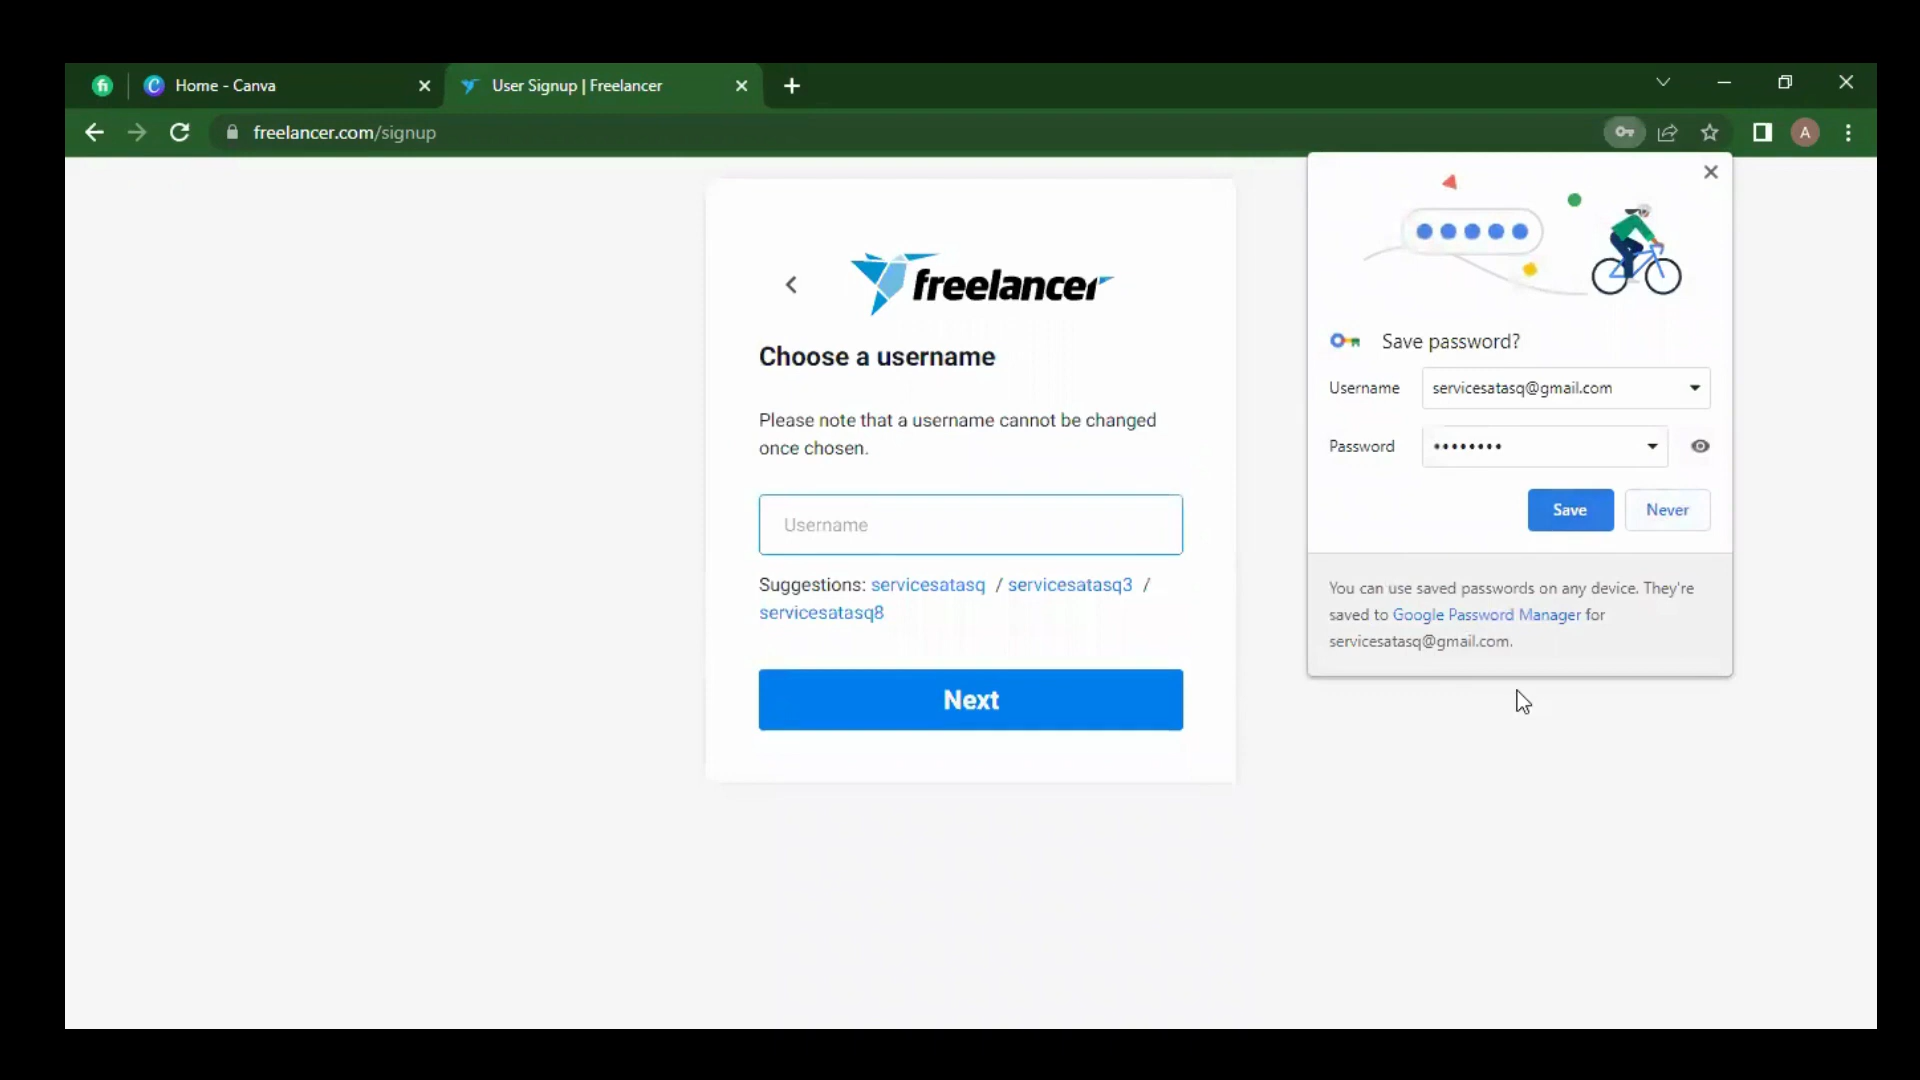 Home - Canva
User Signup | Freelancer
freelancer.com/signup
A
freelancer
Choose a username
Please note that a username cannot be changed
once chosen.
Username
Suggestions: servicesatasq / servicesatasq3 /
servicesatasq8
Next
Save password?
Username servicesatasq@gmail.com
Password ••••••••
Save Never
You can use saved passwords on any device. They're
saved to Google Password Manager for
servicesatasq@gmail.com.